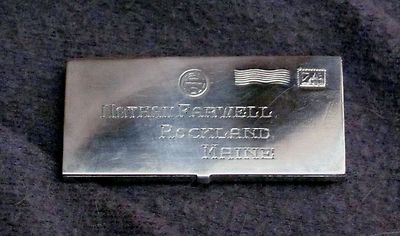 Nathan Farwell
Rockland
Maine